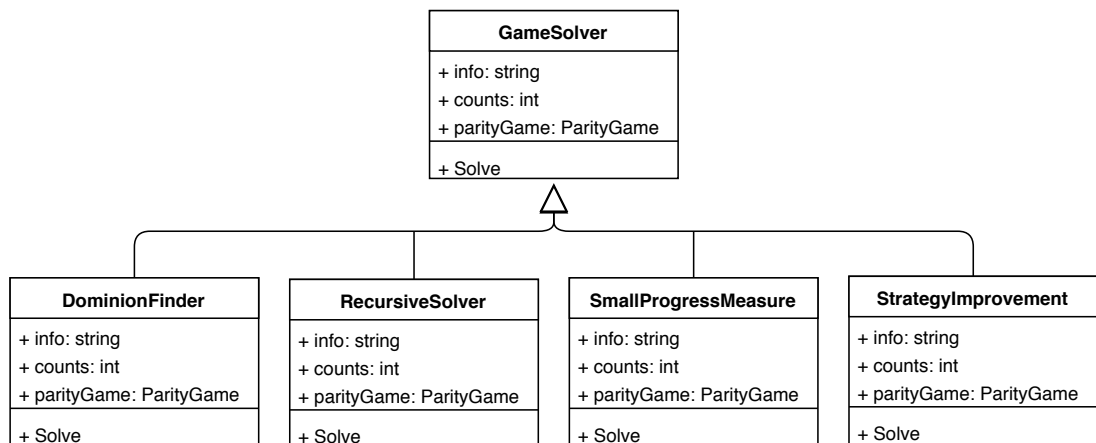 GameSolver
+ info: string
+ counts: int
+ parityGame: ParityGame
+ Solve
DominionFinder
+ info: string
+ counts: int
+ parityGame: ParityGame
+ Solve
RecursiveSolver
+ info: string
+ counts: int
+ parityGame: ParityGame
+ Solve
SmallProgressMeasure
+ info: string
+ counts: int
+ parityGame: ParityGame
+ Solve
StrategyImprovement
+ info: string
+ counts: int
+ parityGame: ParityGame
+ Solve